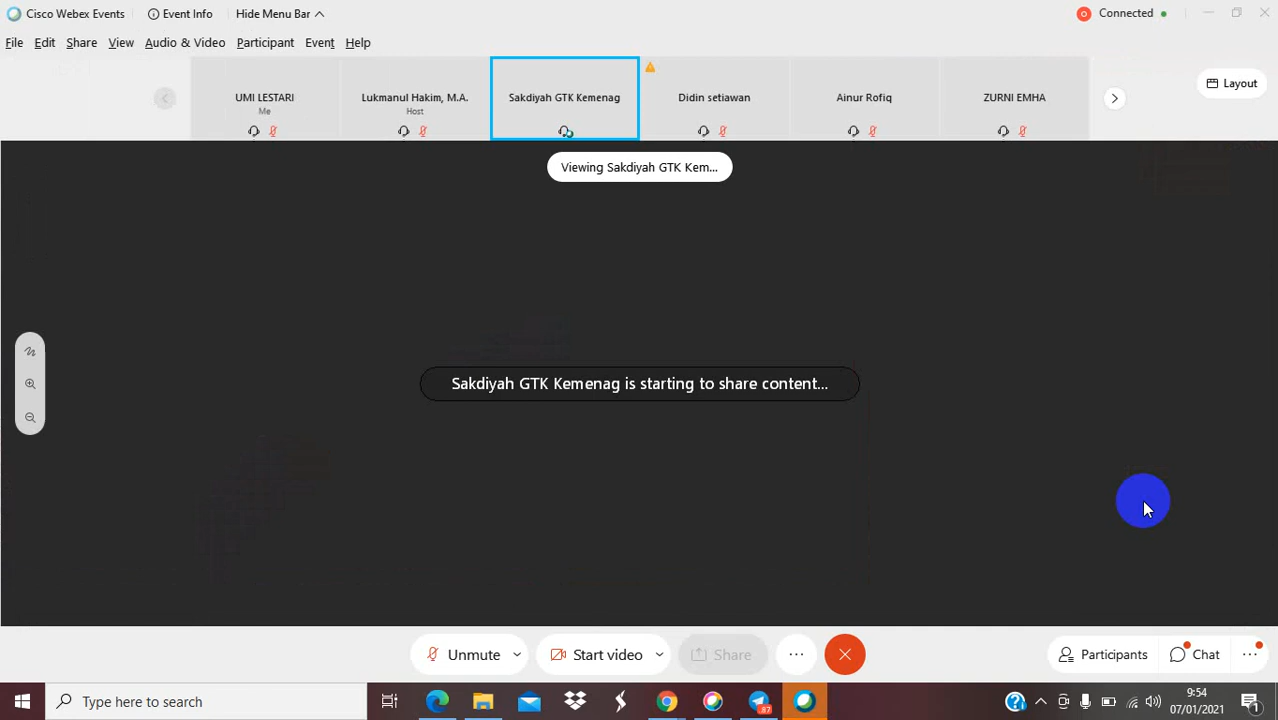 Cisco Webex Events
Event Info
Hide Menu Bar
Connected
File Edit Share View Audio & Video Participant Event Help
UMI LESTARI
Me
Lukmanul Hakim, M.A.
Host
Sakdiyah GTK Kemenag
Didin setiawan
Ainur Rofiq
ZURNI EMHA
Layout
Viewing Sakdiyah GTK Kem...
Sakdiyah GTK Kemenag is starting to share content...
Unmute
Start video
Share
Participants
Chat
Type here to search
87
9:54
07/01/2021
1